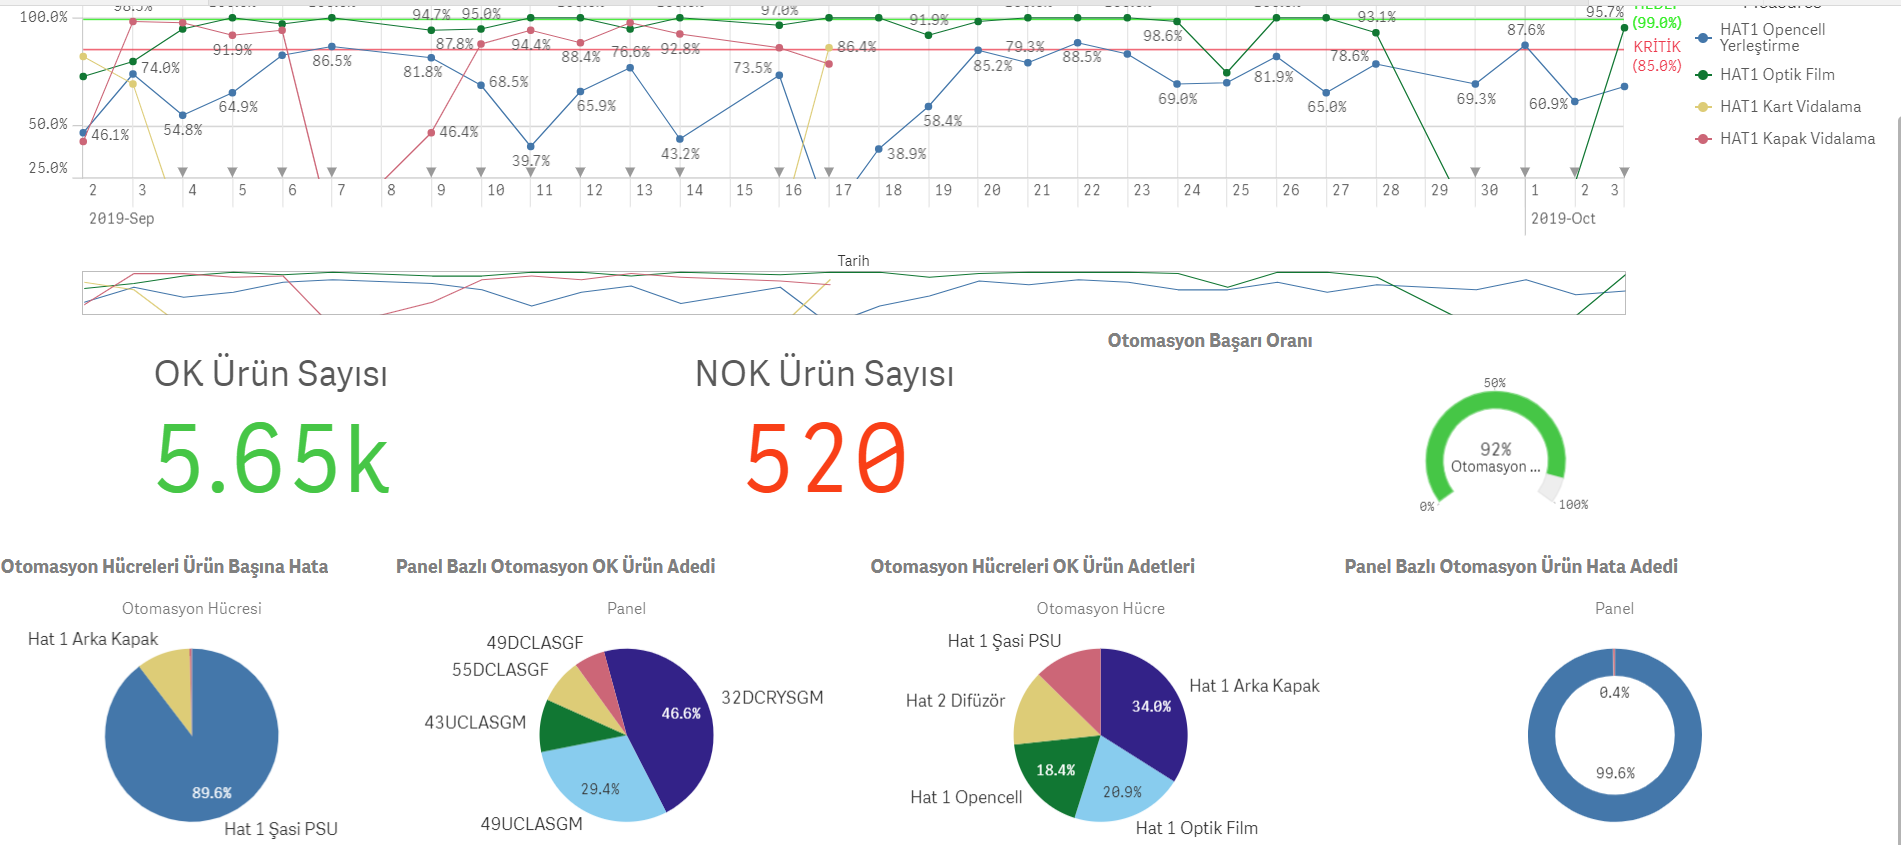 98.5%
94.7%
95.0%
97.0%
91.9%
93.1%
95.7%
87.6%
100.0%
50.0%
25.0%
46.1%
74.0%
54.8%
64.9%
91.9%
86.5%
81.8%
87.8%
46.4%
68.5%
94.4%
39.7%
88.4%
65.9%
76.6%
92.8%
43.2%
73.5%
86.4%
38.9%
58.4%
85.2%
79.3%
88.5%
98.6%
69.0%
81.9%
65.0%
78.6%
69.3%
60.9%
HEDEF
(99.0%)
KRİTİK
(85.0%)
Measures
HAT1 Opencell
Yerleştirme
HAT1 Optik Film
HAT1 Kart Vidalama
HAT1 Kapak Vidalama
2 3 4 5 6 7 8 9 10 11 12 13 14 15 16 17 18 19 20 21 22 23 24 25 26 27 28 29 30 1 2 3
2019-Sep 2019-Oct
Tarih
OK Ürün Sayısı
5.65k
NOK Ürün Sayısı
520
Otomasyon Başarı Oranı
50%
92%
Otomasyon ...
0%
100%
Otomasyon Hücreleri Ürün Başına Hata
Otomasyon Hücresi
Hat 1 Arka Kapak
89.6%
Hat 1 Şasi PSU
Panel Bazlı Otomasyon OK Ürün Adedi
Panel
49DCLASGF
55DCLASGF
43UCLASGM
32DCRYSGM
46.6%
29.4%
49UCLASGM
Otomasyon Hücreleri OK Ürün Adetleri
Otomasyon Hücre
Hat 1 Şasi PSU
Hat 1 Arka Kapak
Hat 2 Difüzör
34.0%
18.4%
20.9%
Hat 1 Opencell
Hat 1 Optik Film
Panel Bazlı Otomasyon Ürün Hata Adedi
Panel
0.4%
99.6%